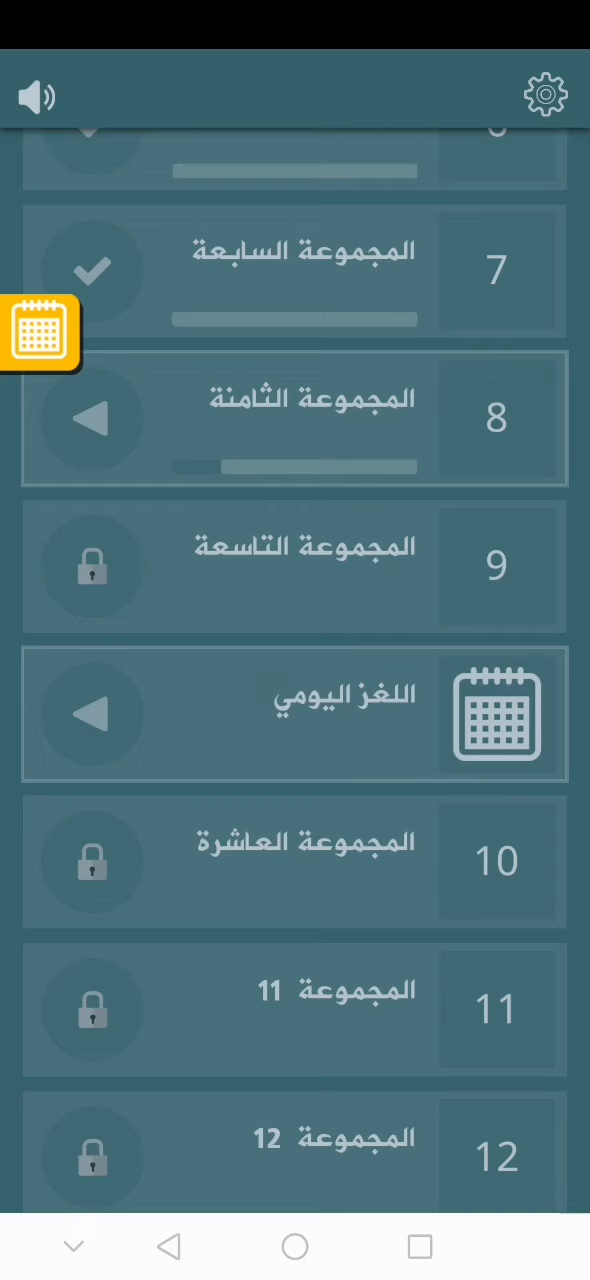 المجموعة السابعة
7
المجموعة الثامنة
8
المجموعة التاسعة
9
اللغز اليومي
المجموعة العاشرة
10
المجموعة 11
11
المجموعة 12
12